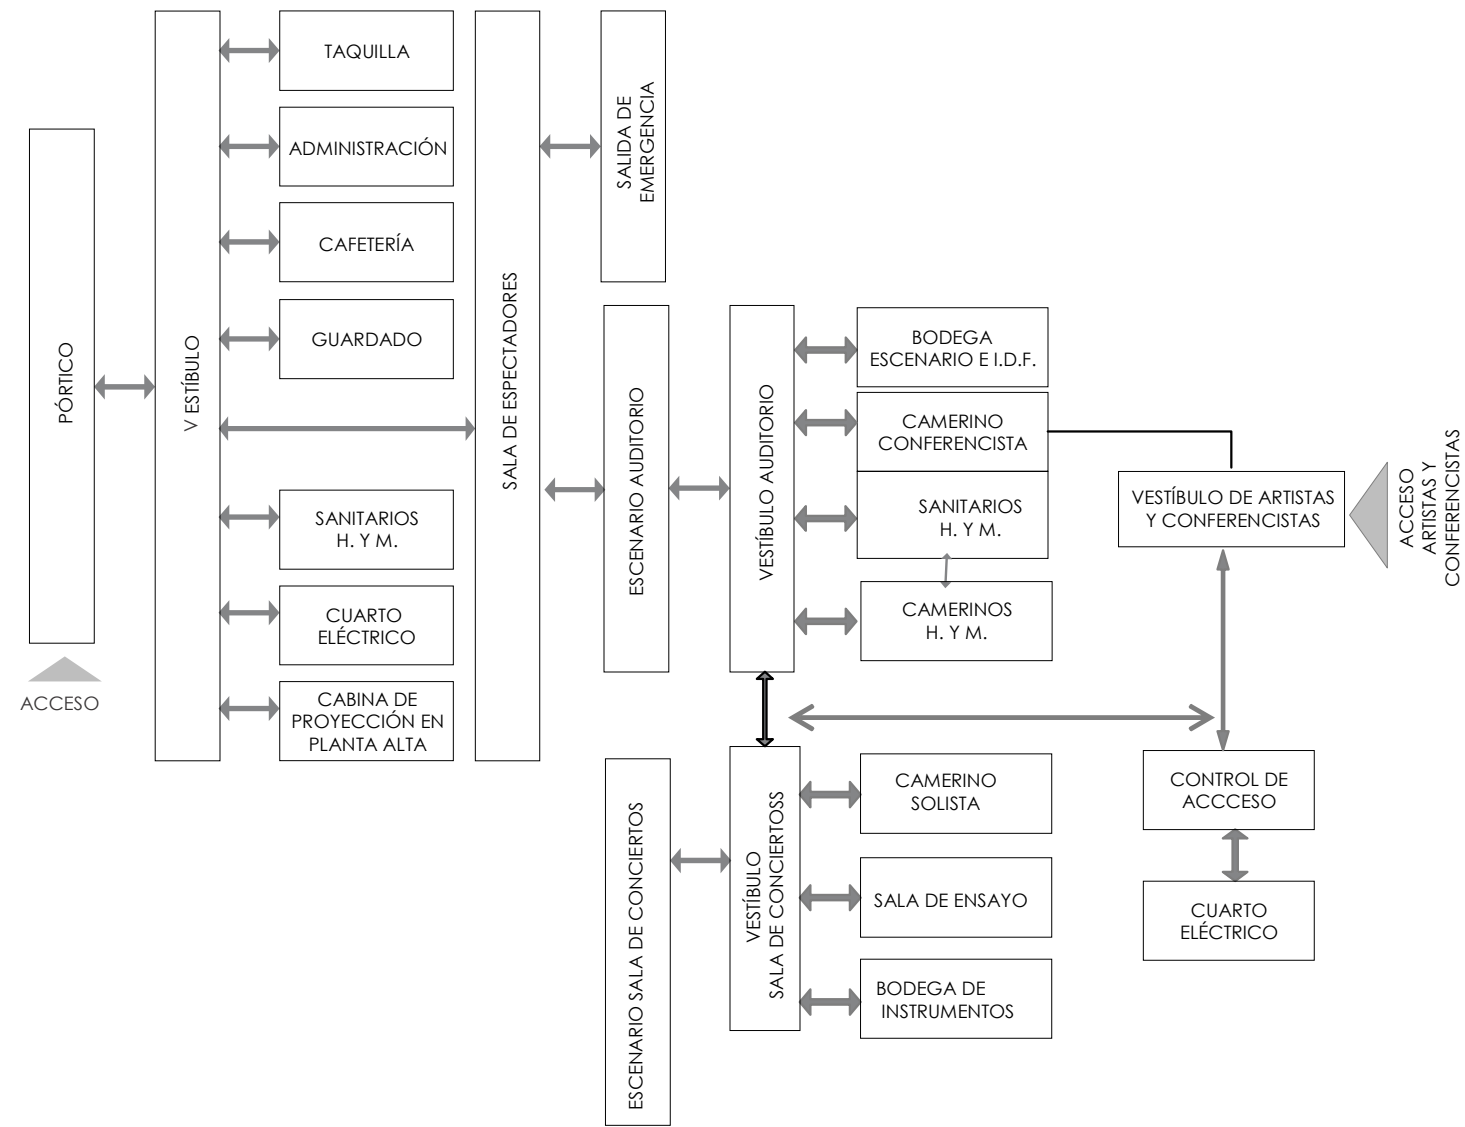 PÓRTICO
ACCESO
V ESTÍBULO
TAQUILLA
ADMINISTRACIÓN
CAFETERÍA
GUARDADO
SANITARIOS
H. Y M.
CUARTO
ELÉCTRICO
CABINA DE
PROYECCIÓN EN
PLANTA ALTA
SALA DE ESPECTADORES
SALIDA DE
EMERGENCIA
ESCENARIO AUDITORIO
VESTÍBULO AUDITORIO
BODEGA
ESCENARIO E I.D.F.
CAMERINO
CONFERENCISTA
SANITARIOS
H. Y M.
CAMERINOS
H. Y M.
VESTÍBULO DE ARTISTAS
Y CONFERENCISTAS
ACCESO
ARTISTAS Y
CONFERENCISTAS
ESCENARIO SALA DE CONCIERTOS
VESTÍBULO
SALA DE CONCIERTOSS
CAMERINO
SOLISTA
SALA DE ENSAYO
BODEGA DE
INSTRUMENTOS
CONTROL DE
ACCCESO
CUARTO
ELÉCTRICO